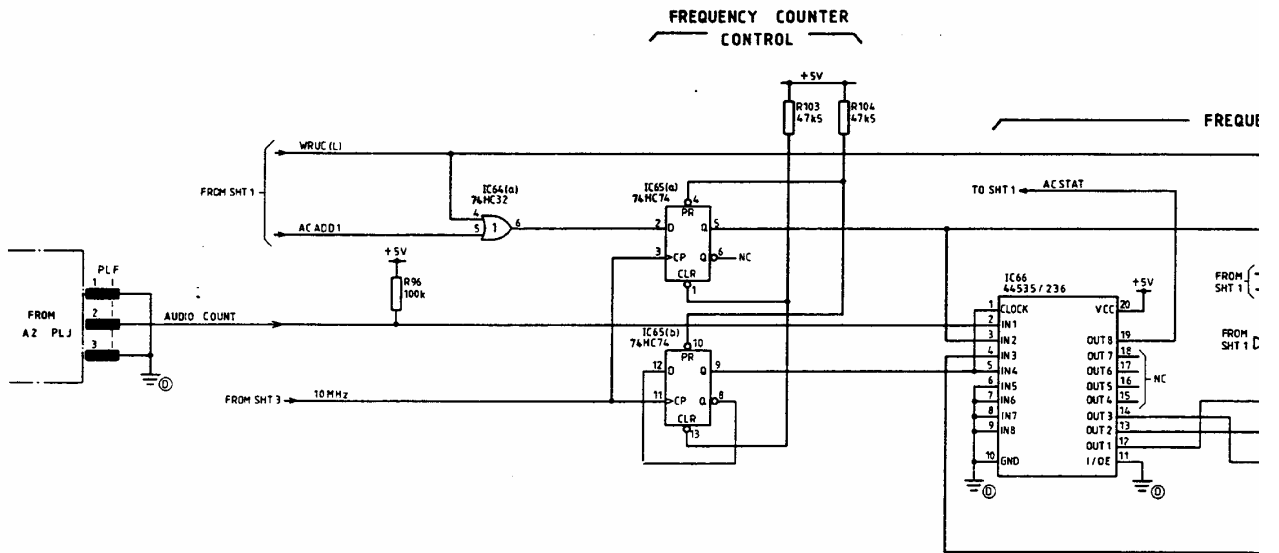 FREQUENCY COUNTER
CONTROL
+5V
R103
47k5
R104
47k5
FREQUE
WRUC(L)
FROM SHT 1
AC ADD1
IC64(a)
74HC32
4
5
1
6
IC65(a)
74HC74
4
PR
2
D
Q
5
3
CP
Q
6
NC
CLR
1
TO SHT 1
ACSTAT
+5V
R96
100k
PLF
1
2
3
FROM
A2 PLJ
AUDIO COUNT
D
IC65(b)
74HC74
10
PR
12
D
Q
9
11
CP
Q
8
CLR
13
FROM SHT 3
10MHz
IC66
44535/236
+5V
1
CLOCK
VCC
20
2
IN1
3
IN2
OUT8
19
4
IN3
OUT7
18
5
IN4
OUT6
17
6
IN5
OUT5
16
7
IN6
OUT4
15
NC
8
IN7
OUT3
14
9
IN8
OUT2
13
OUT1
12
10
GND
I/OE
11
D
D
FROM
SHT 1
FROM
SHT 1